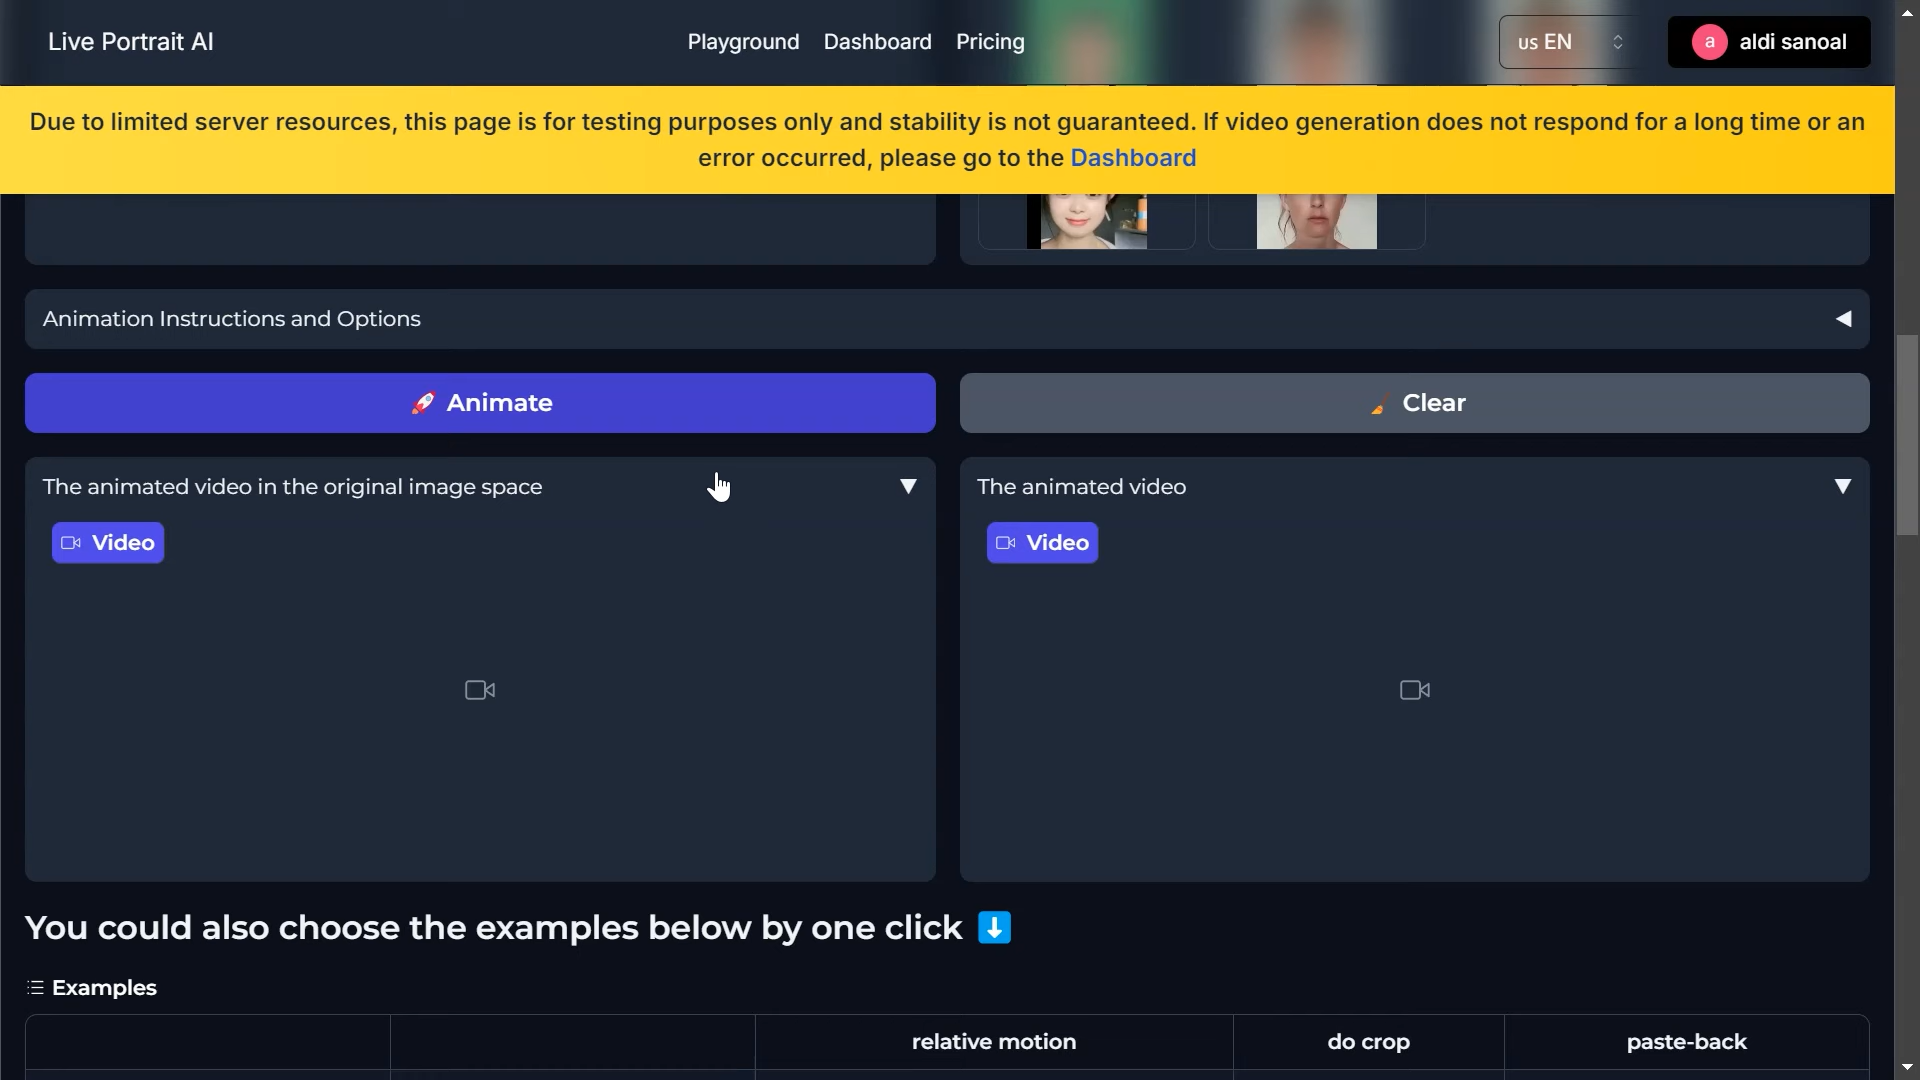 Live Portrait AI
Playground Dashboard Pricing
us EN
a aldi sanoal
Due to limited server resources, this page is for testing purposes only and stability is not guaranteed. If video generation does not respond for a long time or an
error occurred, please go to the Dashboard
Animation Instructions and Options
🚀 Animate
🧹 Clear
The animated video in the original image space
Video
The animated video
Video
You could also choose the examples below by one click ⬇️
Examples
relative motion
do crop
paste-back